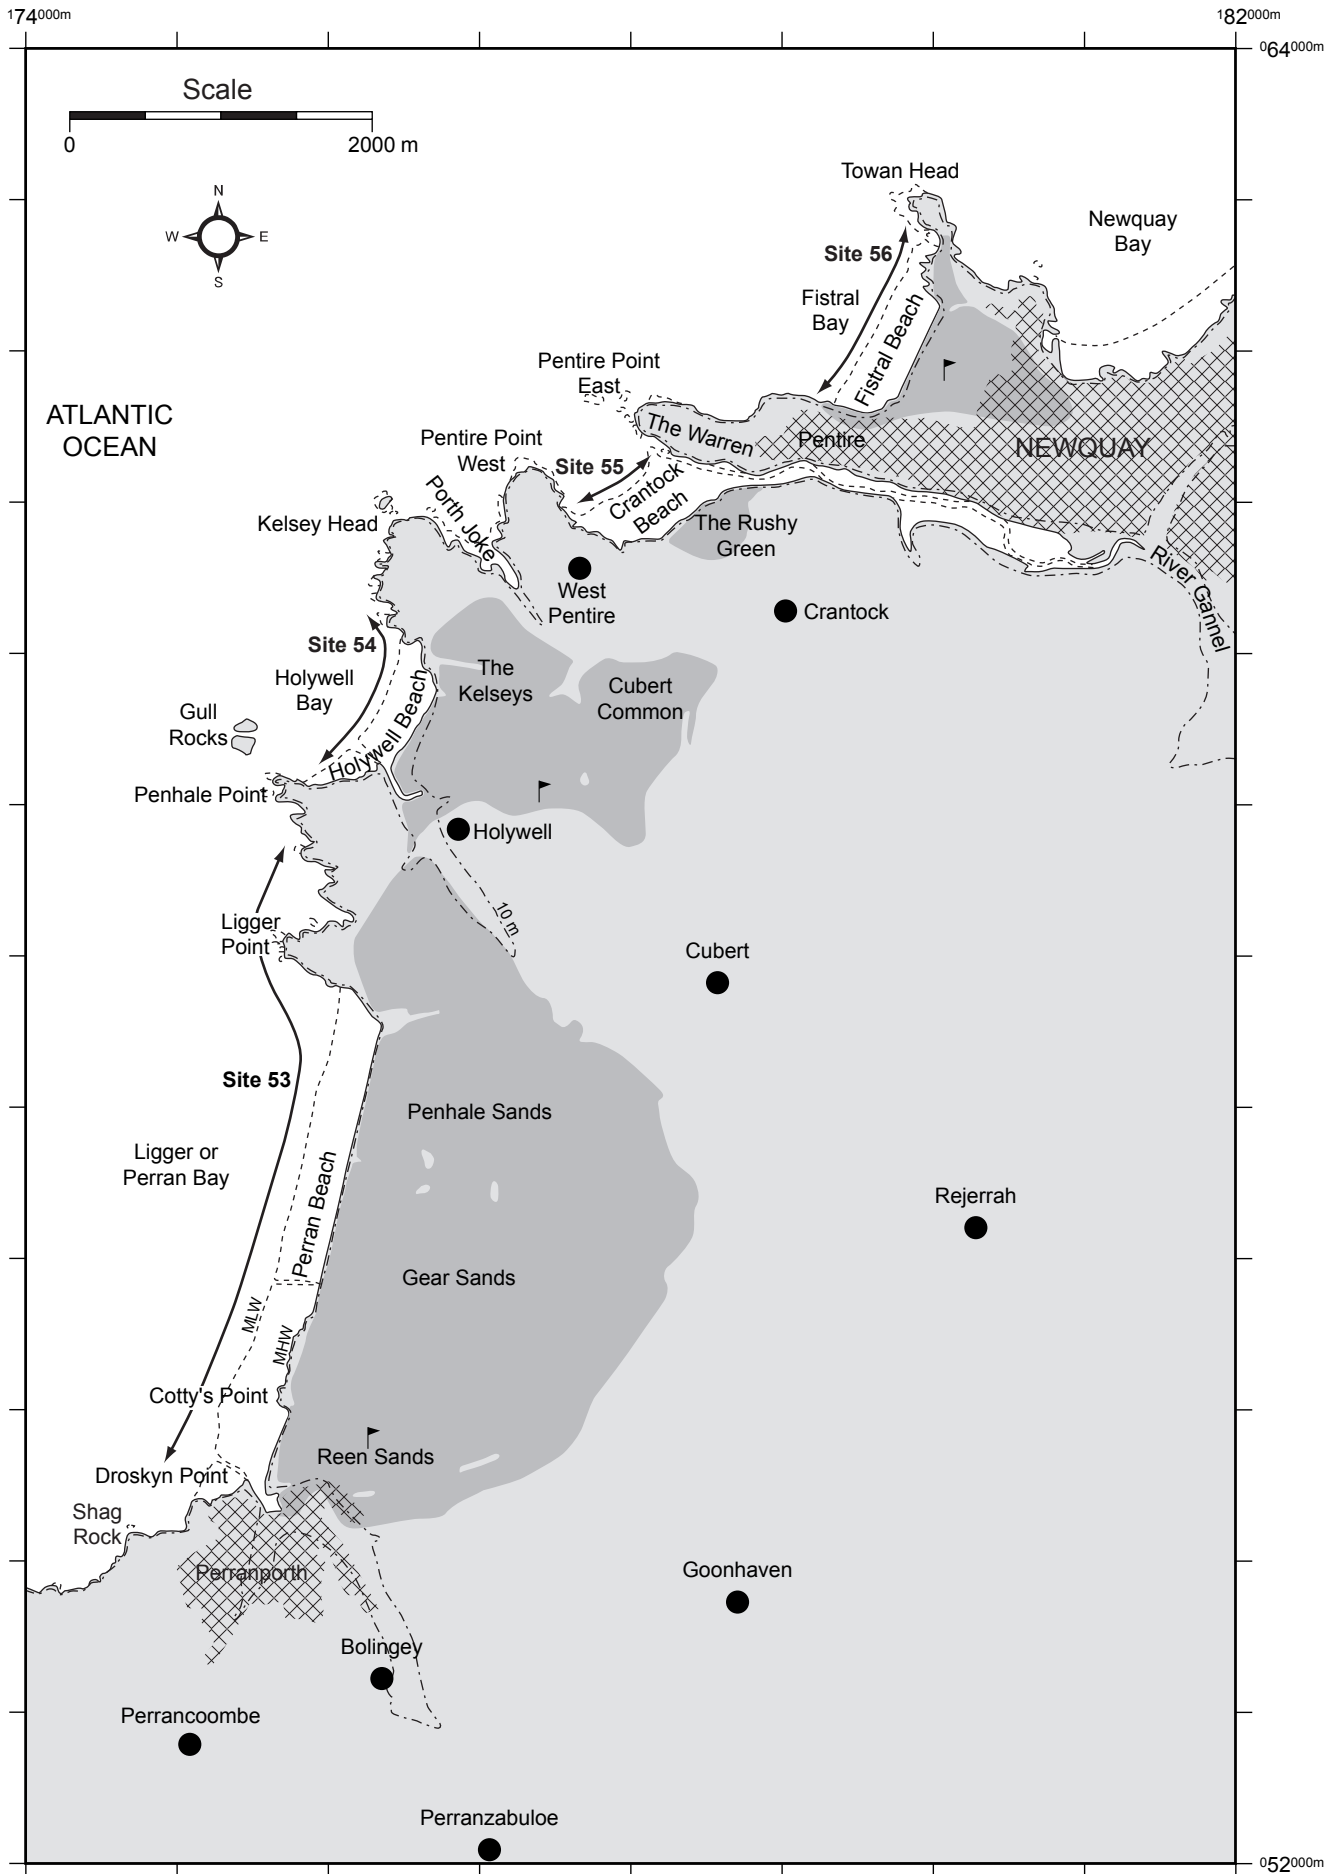 174000m
182000m
064000m
Scale
0
2000 m
N
W
E
S
Towan Head
Newquay
Bay
Site 56
Fistral
Bay
Fistral Beach
Pentire Point
East
ATLANTIC
OCEAN
The Warren
Pentire
NEWQUAY
Pentire Point
West
Site 55
Crantock
Beach
Porth Joke
Kelsey Head
The Rushy
Green
West
Pentire
Crantock
River Gannel
Site 54
Holywell
Bay
The
Kelseys
Cubert
Common
Gull
Rocks
Holywell Beach
Penhale Point
Holywell
10 m
Ligger
Point
Cubert
Site 53
Penhale Sands
Ligger or
Perran Bay
Perran Beach
Rejerrah
Gear Sands
MLW
MHW
Cotty's Point
Reen Sands
Droskyn Point
Shag
Rock
Perranporth
Goonhaven
Bolingey
Perrancoombe
Perranzabuloe
052000m